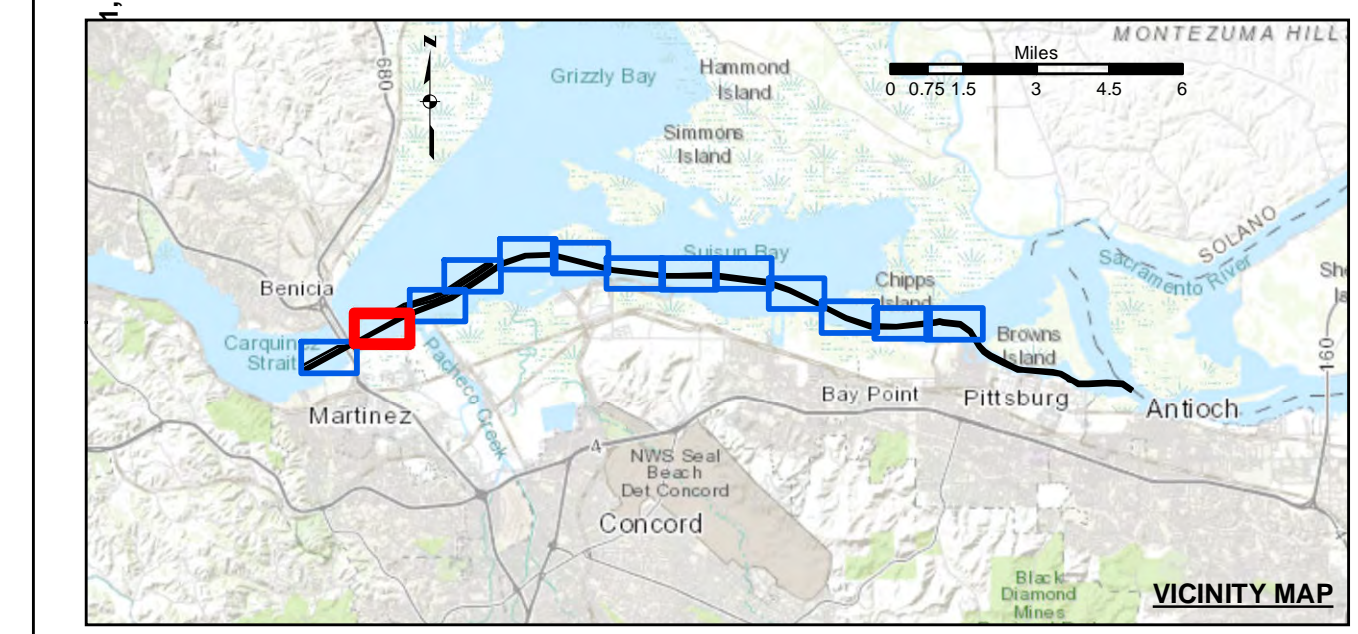 MONTEZUMA HILL
N
Miles
0 0.75 1.5 3 4.5 6
680
Grizzly Bay
Hammond
Island
Simmons
Island
SOLANO
Sacramento River
Suisun Bay
Chipps
Island
Benicia
Carquinez
Strait
Browns
Island
160
Pacheco Creek
Martinez
Bay Point
Pittsburg
Antioch
4
NWS Seal
Beach
Det Concord
Concord
Black
Diamond
Mines
VICINITY MAP